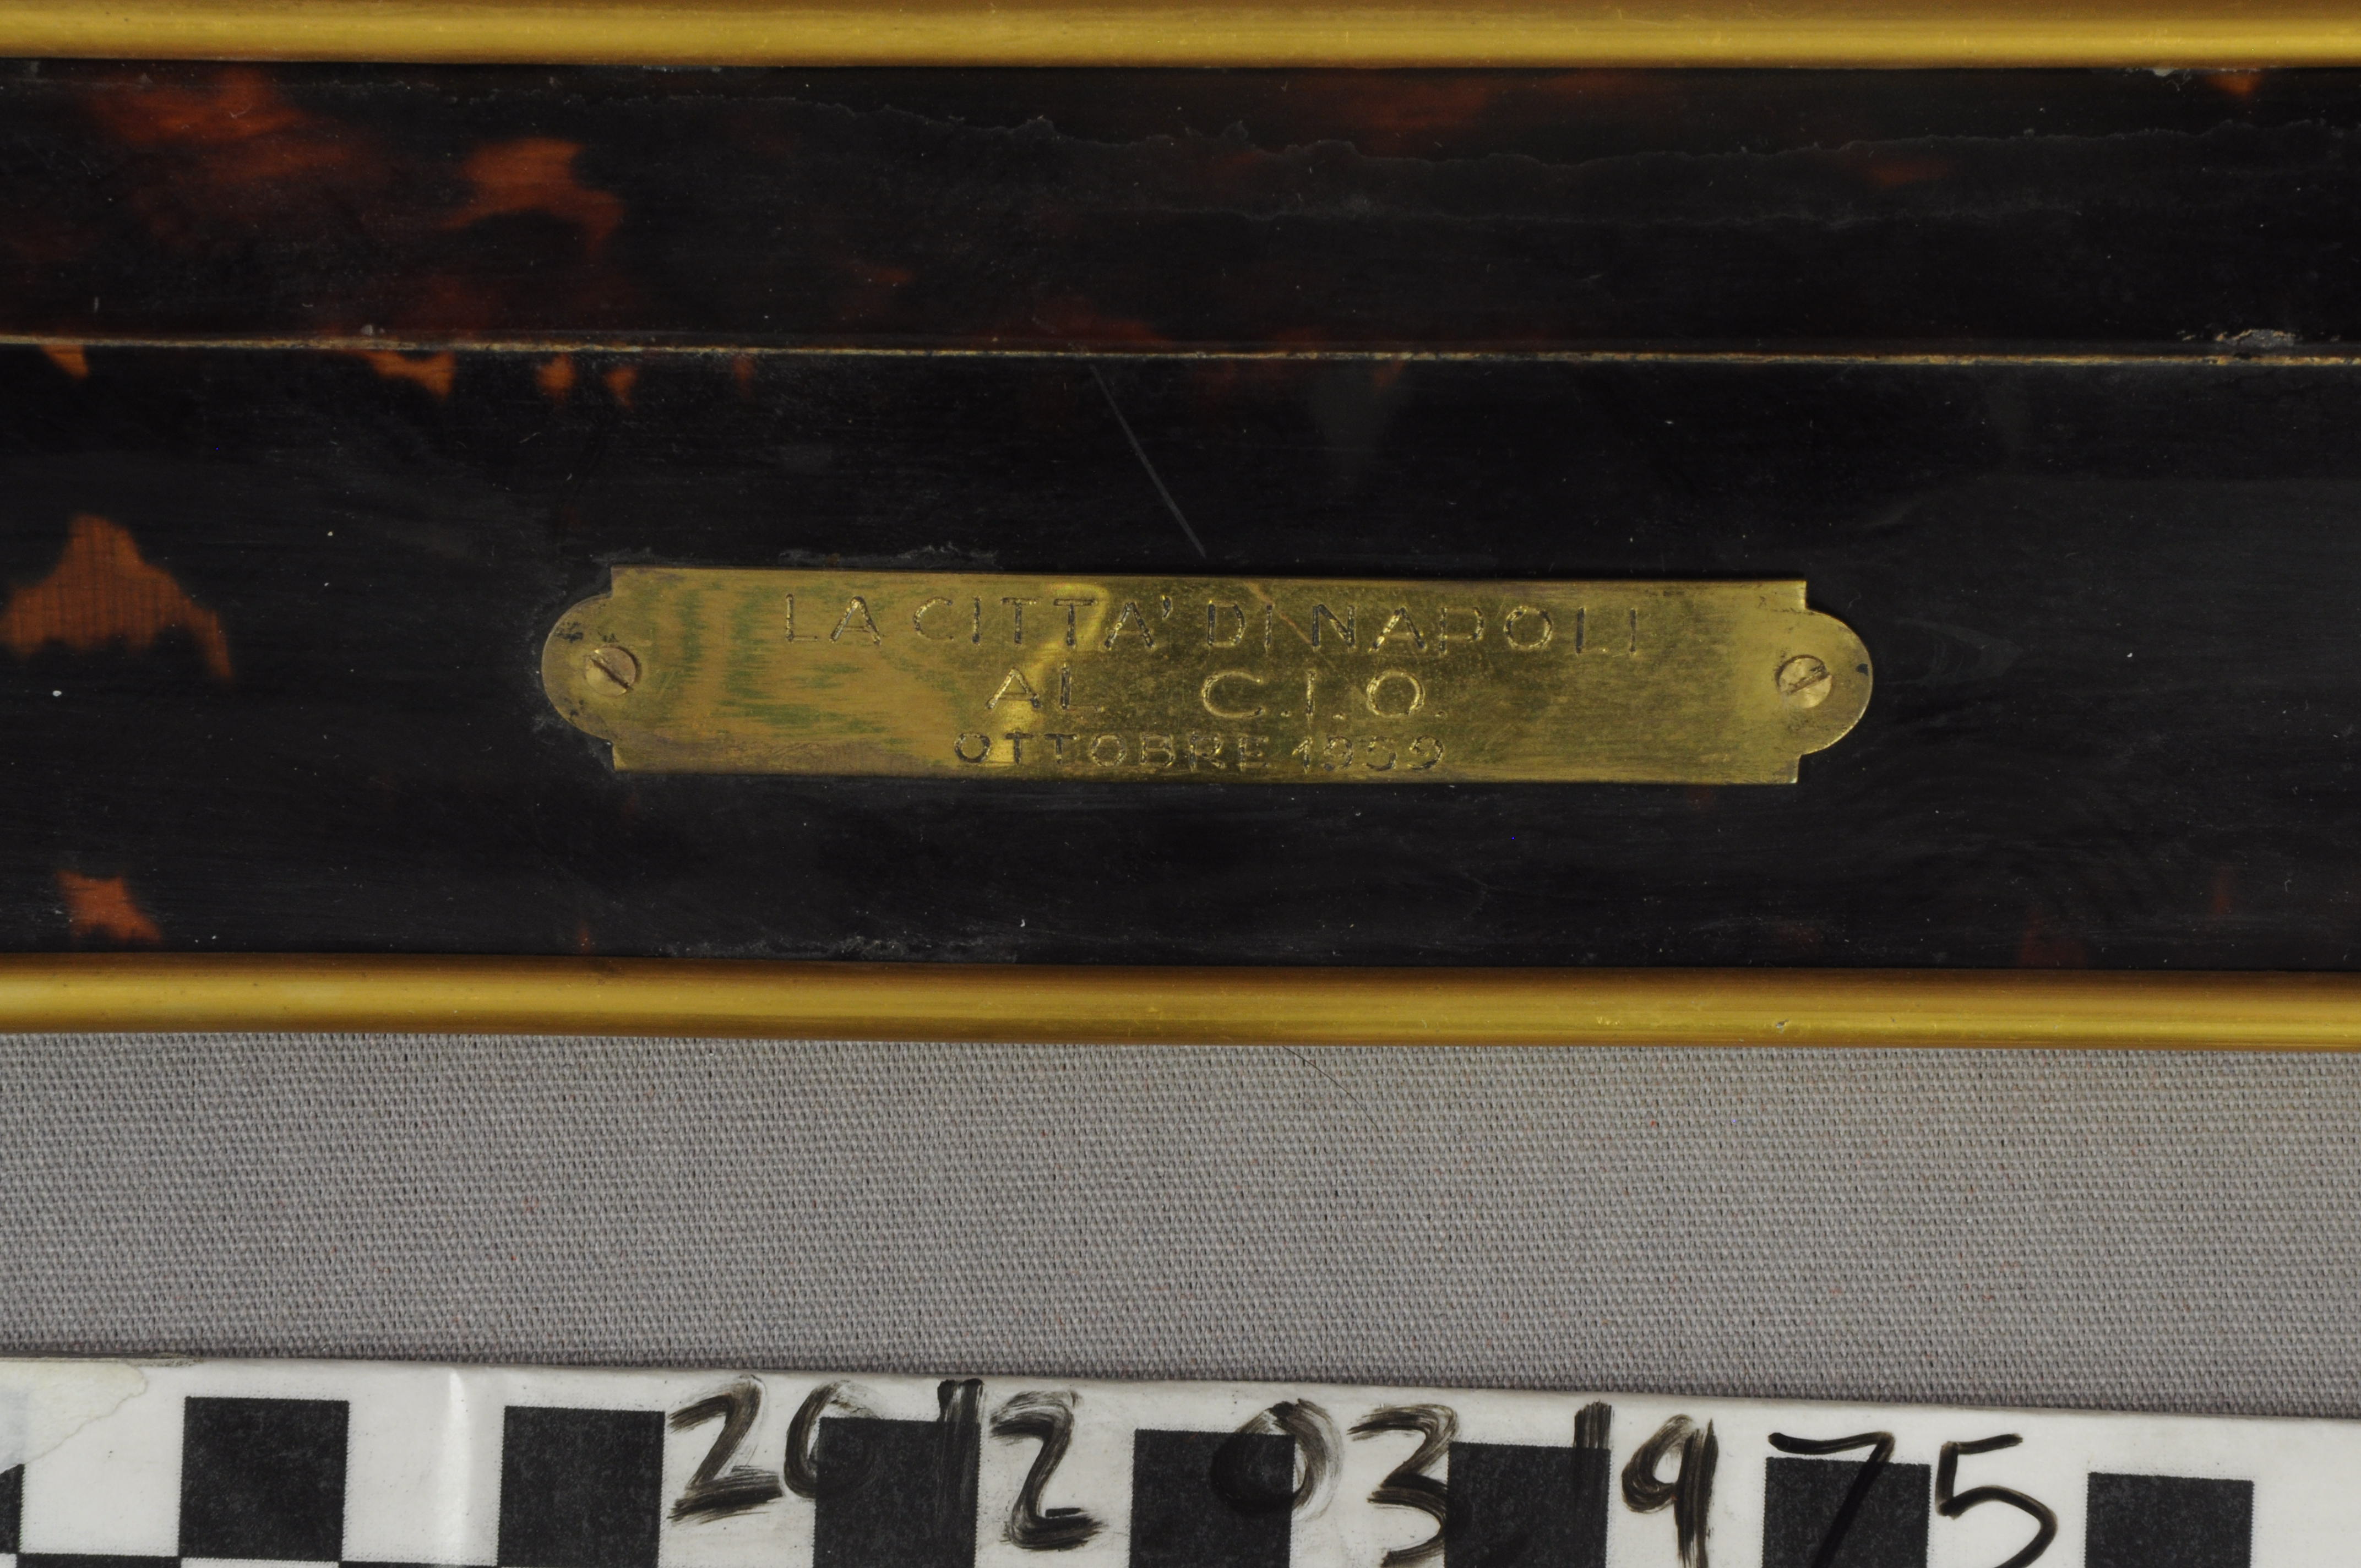 LA CITTA' DI NAPOLI
AL C.I.O.
OTTOBRE 1959
2012 03 1975